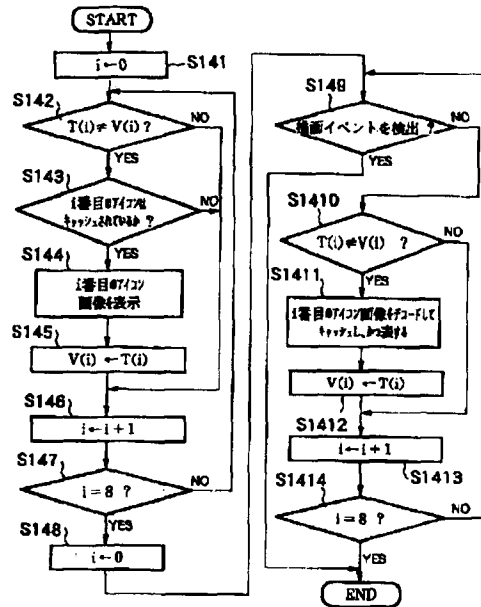 START
i←0
S141
S142
T(i)≠V(i)?
NO
YES
S143
i番目のアイコンは
キャッシュされているか?
NO
YES
S144
i番目のアイコン
画像を表示
S145
V(i)←T(i)
S146
i←i+1
S147
i=8 ?
NO
YES
S148
i←0
S149
描画イベントを検出?
NO
YES
S1410
T(i)≠V(i) ?
NO
YES
S1411
i番目のアイコン画像をデコードして
キャッシュし、かつ表する
V(i)←T(i)
S1412
i←i+1
S1413
S1414
i=8 ?
NO
YES
END